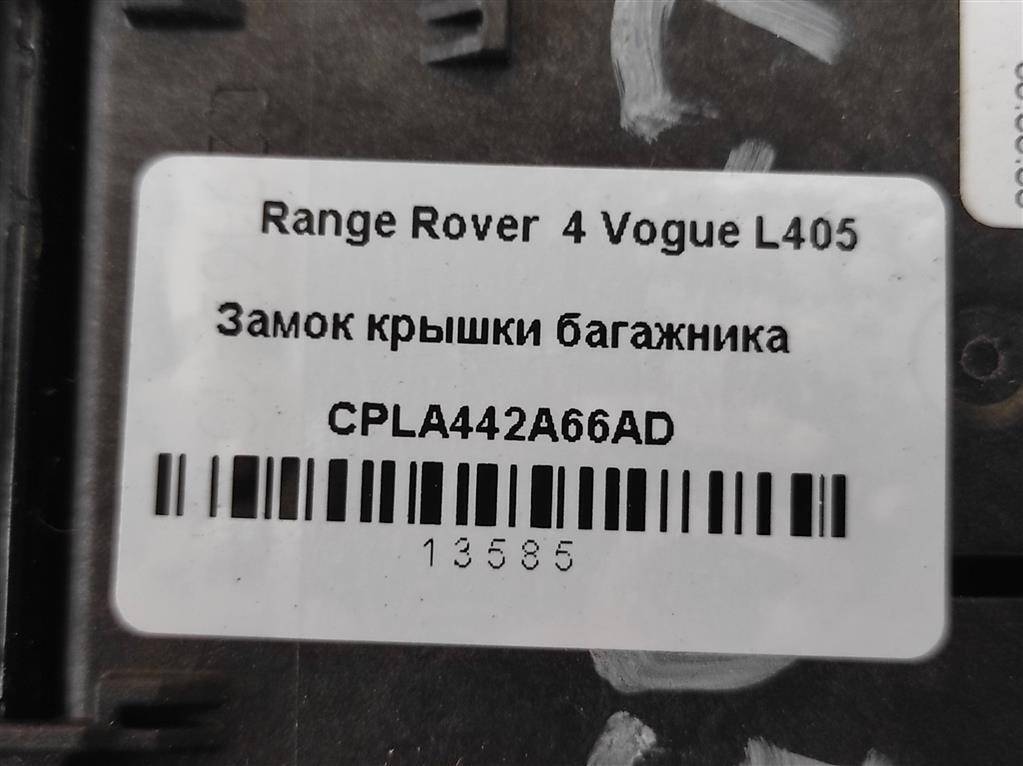 Range Rover 4 Vogue L405
Замок крышки багажника
CPLA442A66AD
13585